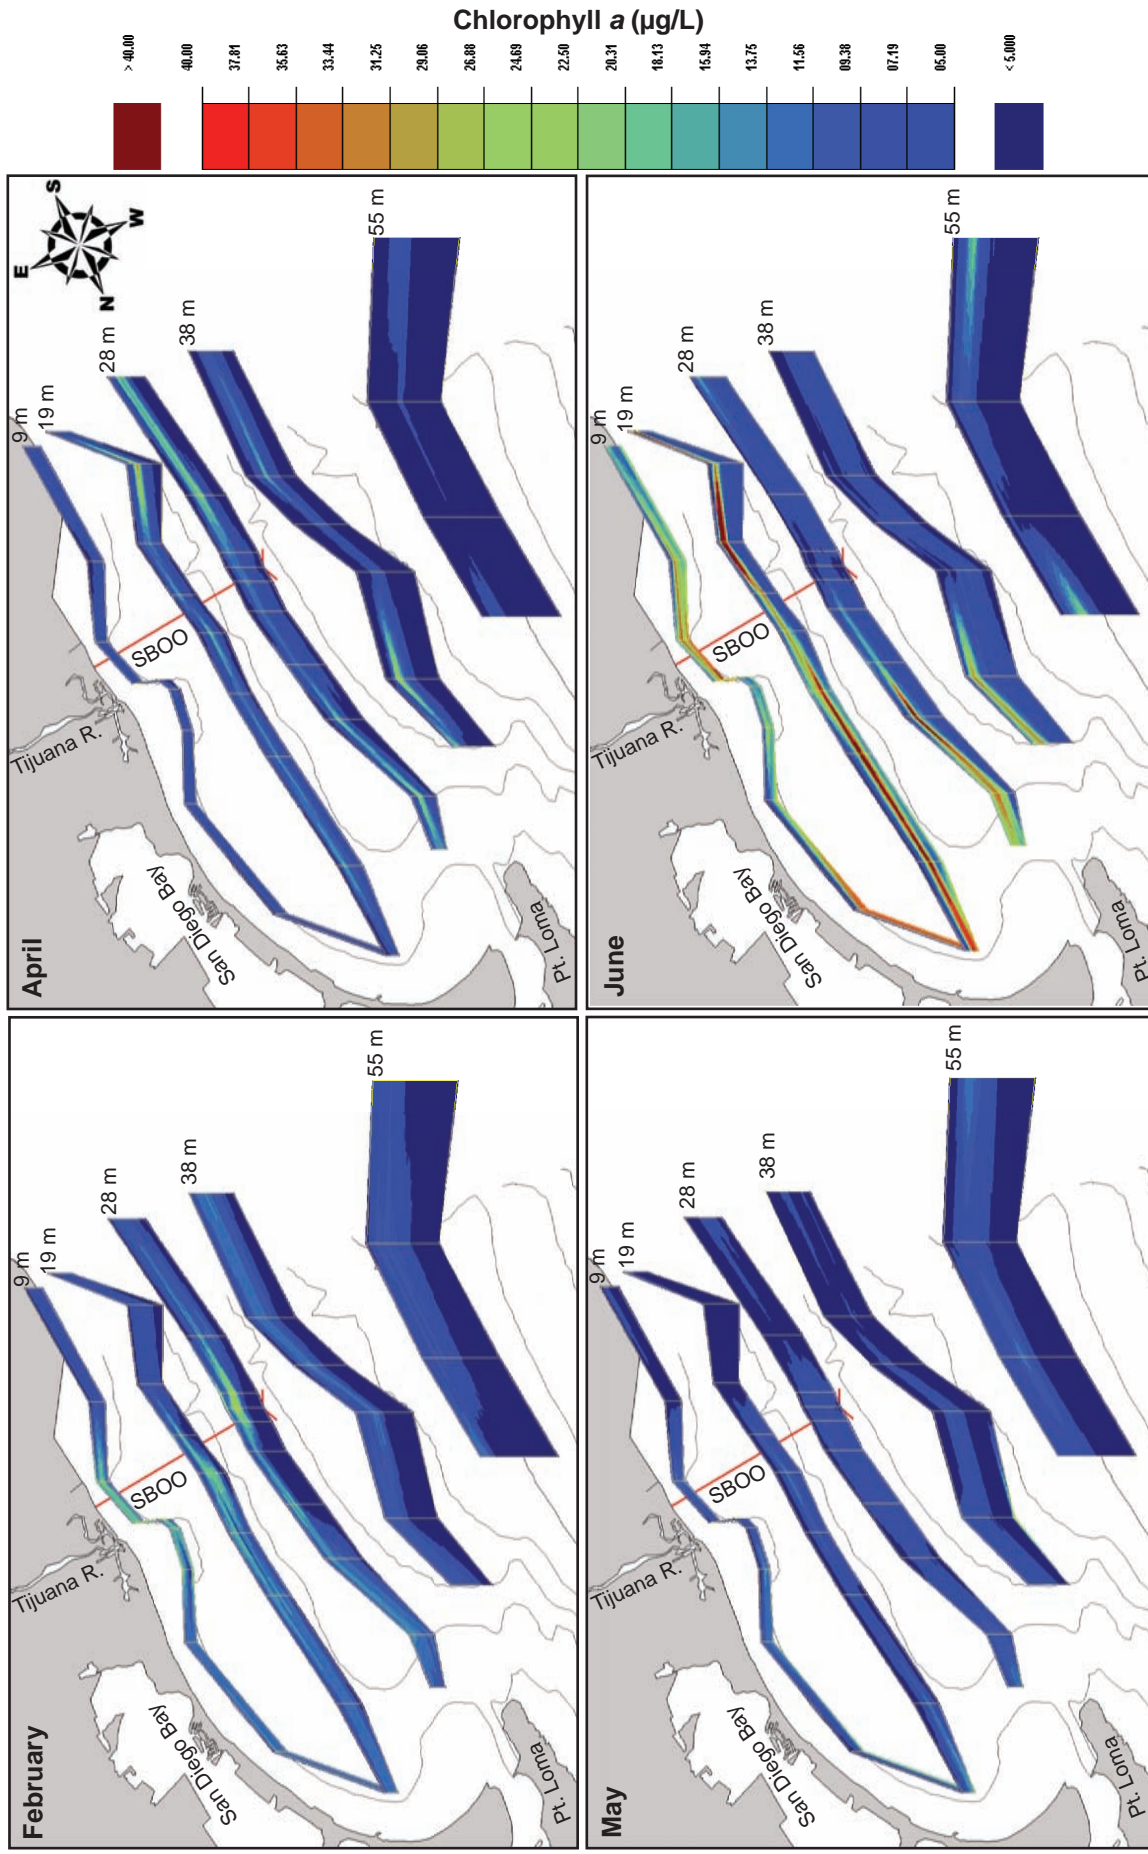 Chlorophyll a (µg/L)
> 40.00
40.00
37.81
35.63
33.44
31.25
29.06
26.88
24.69
22.50
20.31
18.13
15.94
13.75
11.56
09.38
07.19
05.00
< 5.000
April
E
S
W
N
9 m
19 m
28 m
38 m
55 m
SBOO
Tijuana R.
San Diego Bay
Pt. Loma
June
9 m
19 m
28 m
38 m
55 m
SBOO
Tijuana R.
San Diego Bay
Pt. Loma
February
9 m
19 m
28 m
38 m
55 m
SBOO
Tijuana R.
San Diego Bay
Pt. Loma
May
9 m
19 m
28 m
38 m
55 m
SBOO
Tijuana R.
San Diego Bay
Pt. Loma